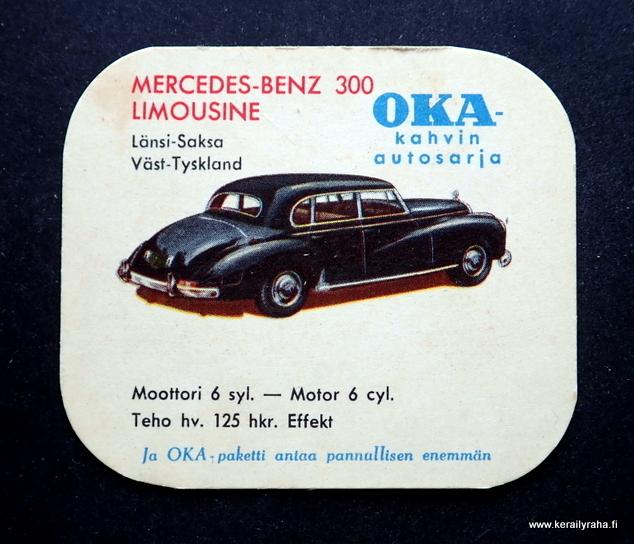 MERCEDES-BENZ 300
LIMOUSINE
Länsi-Saksa
Väst-Tyskland
OKA-
kahvin
autosarja
Moottori 6 syl. — Motor 6 cyl.
Teho hv. 125 hkr. Effekt
Ja OKA-paketti antaa pannullisen enemmän
www.kerailyraha.fi